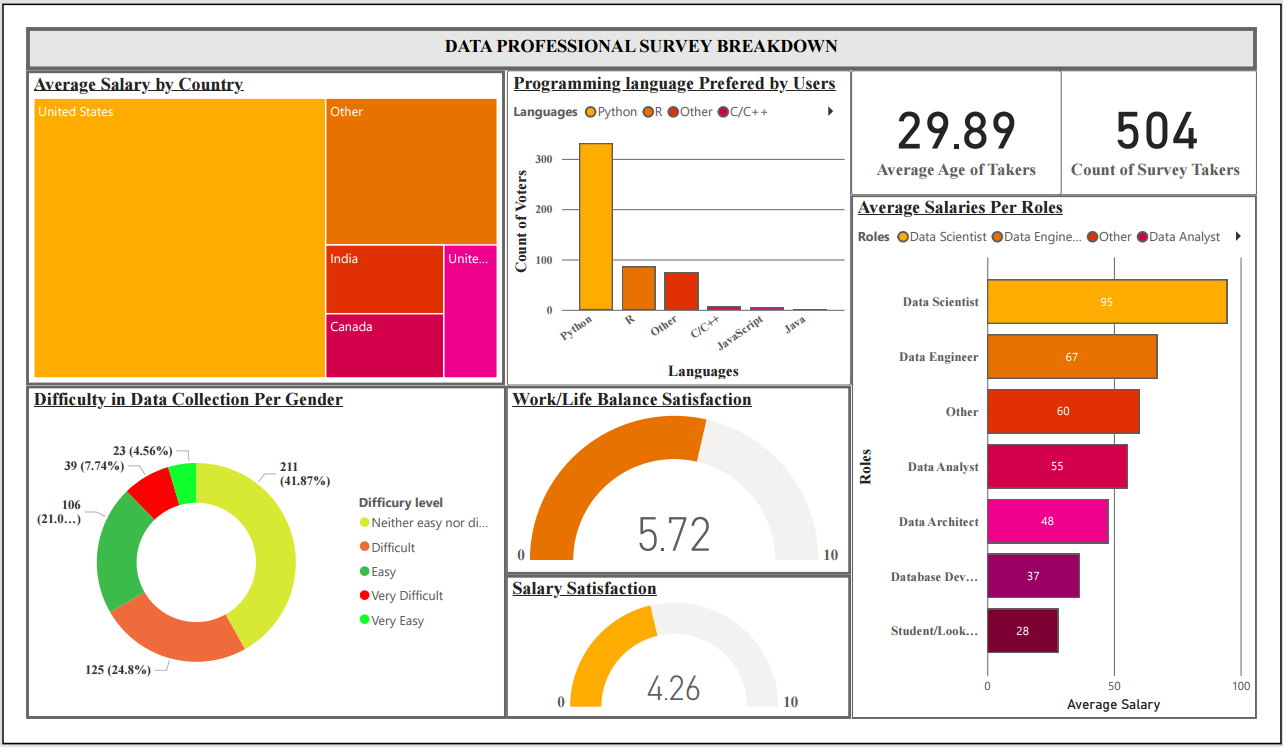 DATA PROFESSIONAL SURVEY BREAKDOWN
Average Salary by Country
United States
Other
India
Unite...
Canada
Programming language Prefered by Users
Languages Python R Other C/C++
Count of Voters
300
200
100
0
Python
R
Other
C/C++
JavaScript
Java
Languages
29.89
Average Age of Takers
504
Count of Survey Takers
Average Salaries Per Roles
Roles Data Scientist Data Engine... Other Data Analyst
Roles
Data Scientist 95
Data Engineer 67
Other 60
Data Analyst 55
Data Architect 48
Database Dev... 37
Student/Look... 28
0 50 100
Average Salary
Difficulty in Data Collection Per Gender
23 (4.56%)
39 (7.74%)
211
(41.87%)
106
(21.0...)
125 (24.8%)
Difficury level
Neither easy nor di...
Difficult
Easy
Very Difficult
Very Easy
Work/Life Balance Satisfaction
5.72
0 10
Salary Satisfaction
4.26
0 10